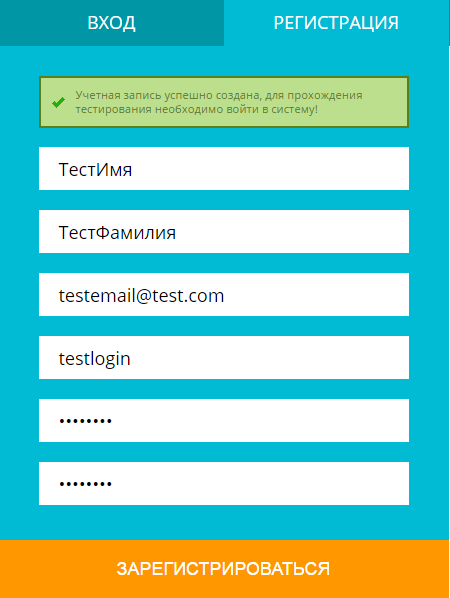 ВХОД
РЕГИСТРАЦИЯ
Учетная запись успешно создана, для прохождения
тестирования необходимо войти в систему!
ТестИмя
ТестФамилия
testemail@test.com
testlogin
••••••••
••••••••
ЗАРЕГИСТРИРОВАТЬСЯ